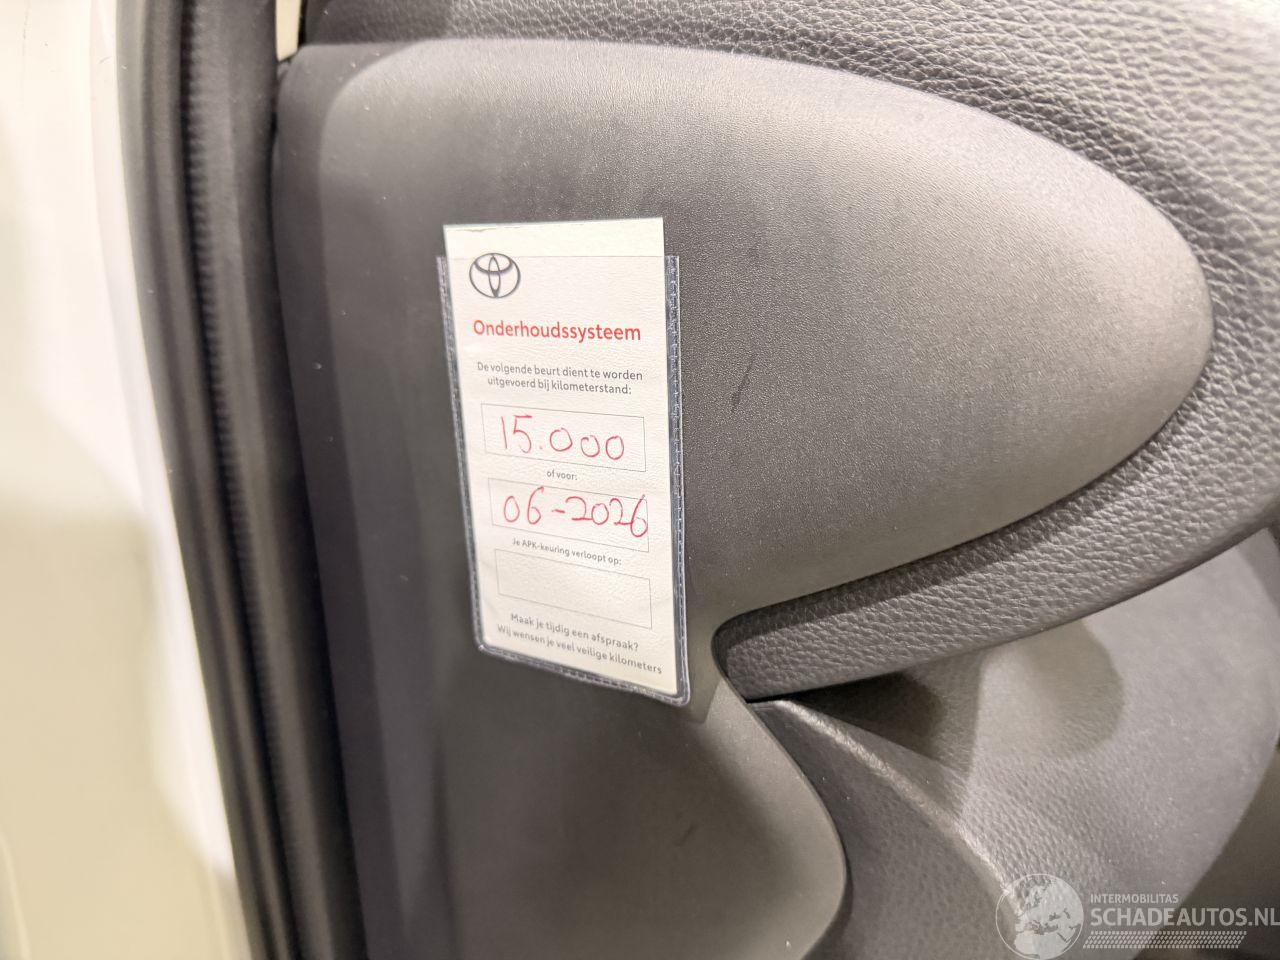 Onderhoudssysteem
De volgende beurt dient te worden
uitgevoerd bij kilometerstand:
15.000
of voor:
06-2026
Je APK-keuring verloopt op:
Maak je tijdig een afspraak?
Wij wensen je veel veilige kilometers
INTERMOBILITAS
SCHADEAUTOS.NL